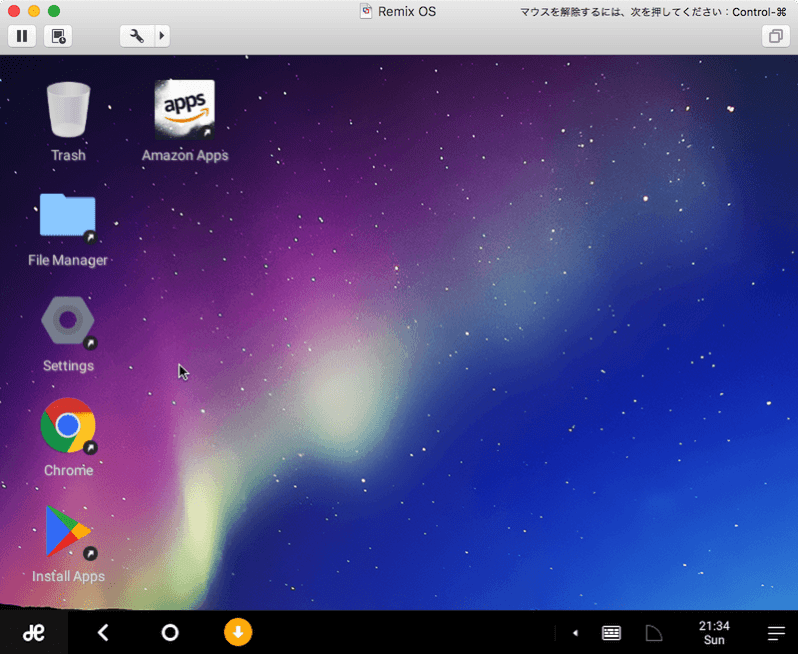 Remix OS
マウスを解除するには、次を押してください：Control-⌘
Trash
apps
Amazon Apps
File Manager
Settings
Chrome
Install Apps
21:34
Sun